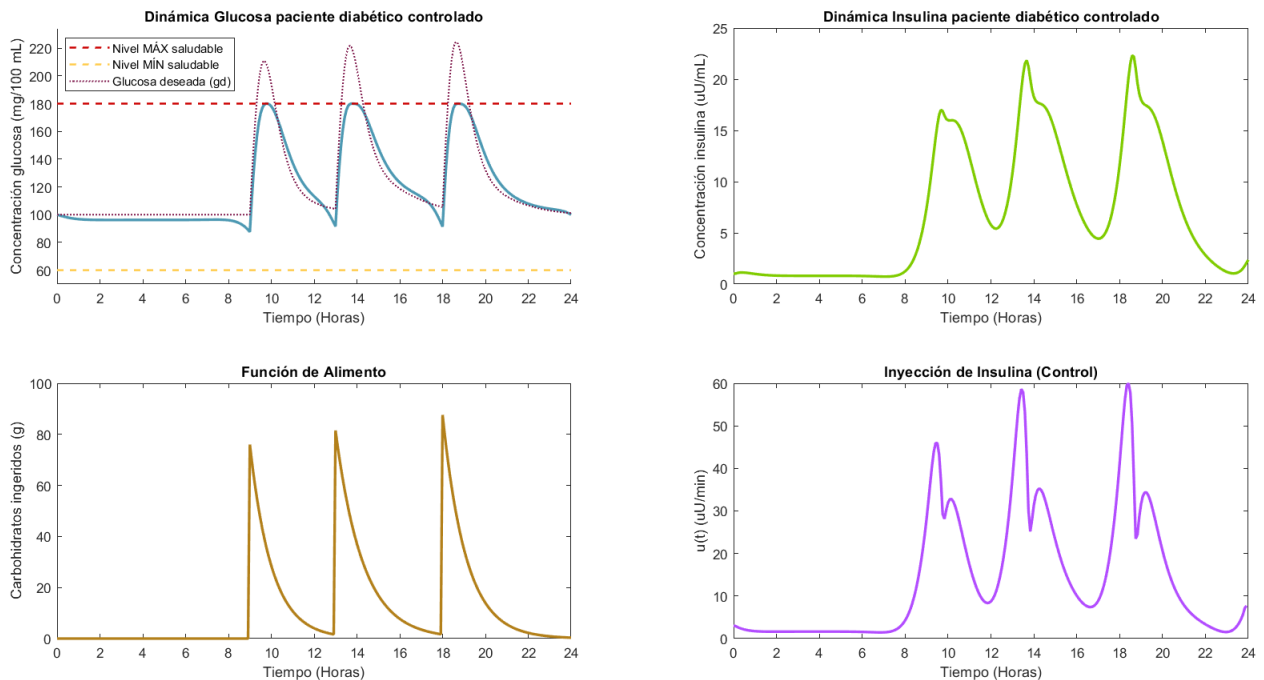 Dinámica Glucosa paciente diabético controlado
Concentración glucosa (mg/100 mL)
220
200
180
160
140
120
100
80
60
Nivel MÁX saludable
Nivel MÍN saludable
Glucosa deseada (gd)
0 2 4 6 8 10 12 14 16 18 20 22 24
Tiempo (Horas)
Dinámica Insulina paciente diabético controlado
Concentración insulina (uU/mL)
25
20
15
10
5
0
0 2 4 6 8 10 12 14 16 18 20 22 24
Tiempo (Horas)
Función de Alimento
Carbohidratos ingeridos (g)
100
80
60
40
20
0
0 2 4 6 8 10 12 14 16 18 20 22 24
Tiempo (Horas)
Inyección de Insulina (Control)
u(t) (uU/min)
60
50
40
30
20
10
0
0 2 4 6 8 10 12 14 16 18 20 22 24
Tiempo (Horas)